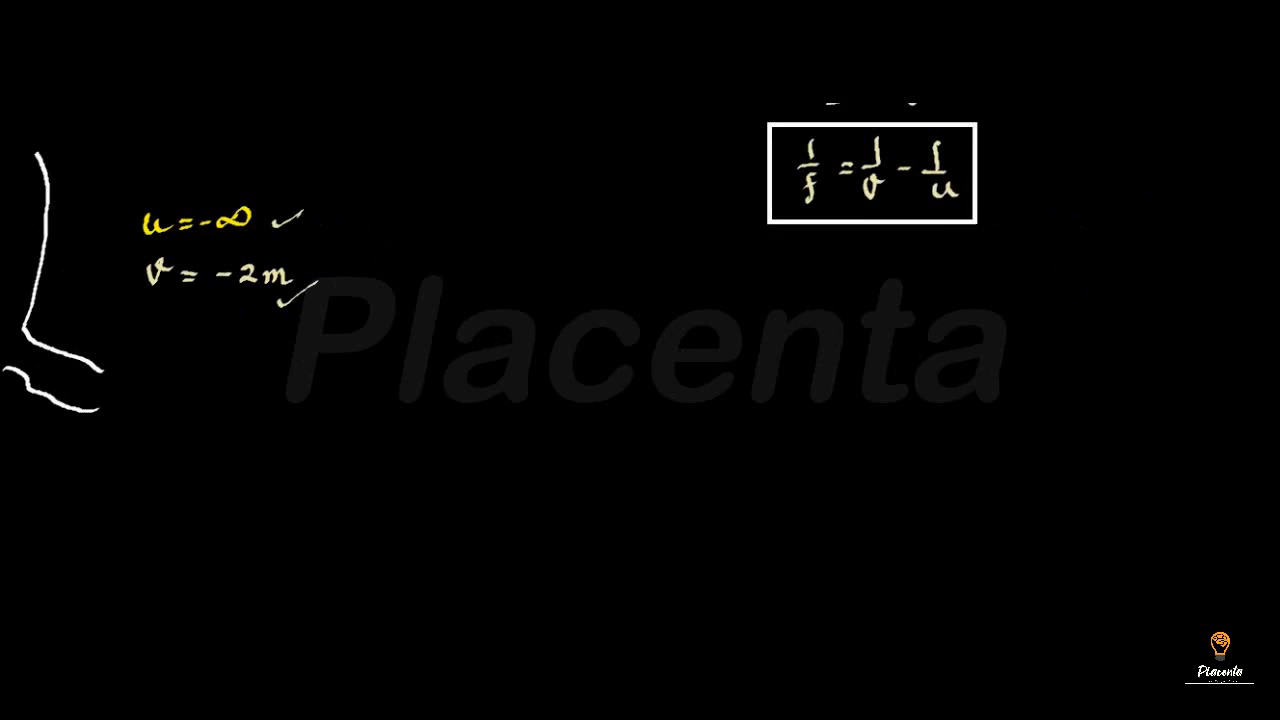 1/f = 1/v - 1/u
u = -∞ ✓
v = -2m ✓
Placenta
Placenta